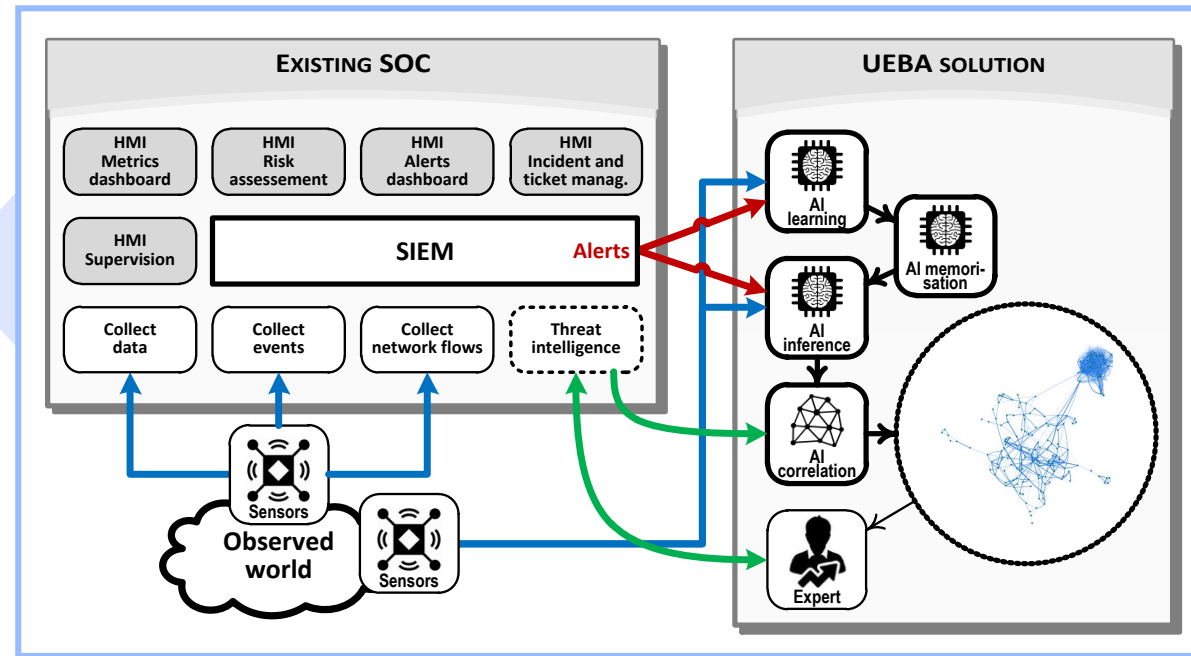 EXISTING SOC
UEBA SOLUTION
HMI
Metrics
dashboard
HMI
Risk
assessement
HMI
Alerts
dashboard
HMI
Incident and
ticket manag.
HMI
Supervision
SIEM
Alerts
Collect
data
Collect
events
Collect
network flows
Threat
intelligence
Sensors
Observed
world
Sensors
AI
learning
AI memori-
sation
AI
inference
AI
correlation
Expert